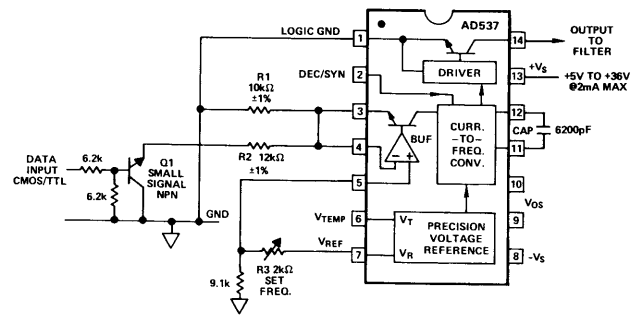 AD537
LOGIC GND
1
14
OUTPUT
TO
FILTER
DRIVER
DEC/SYN
2
13
+VS
+5V TO +36V
@2mA MAX
R1
10kΩ
±1%
3
12
CAP
6200pF
BUF
CURR.
-TO-
FREQ.
CONV.
R2 12kΩ
±1%
4
11
− +
DATA
INPUT
CMOS/TTL
6.2k
6.2k
Q1
SMALL
SIGNAL
NPN
5
10
GND
VOS
VTEMP
6
VT
PRECISION
VOLTAGE
REFERENCE
9
VREF
7
VR
8
-VS
R3 2kΩ
SET
FREQ.
9.1k